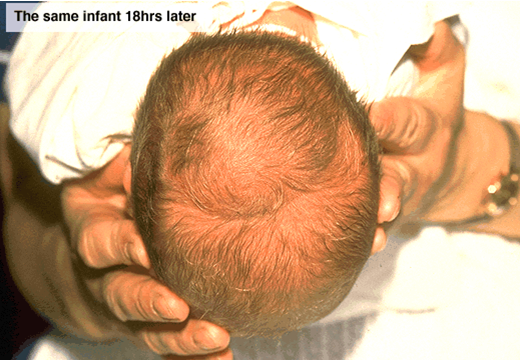 The same infant 18hrs later